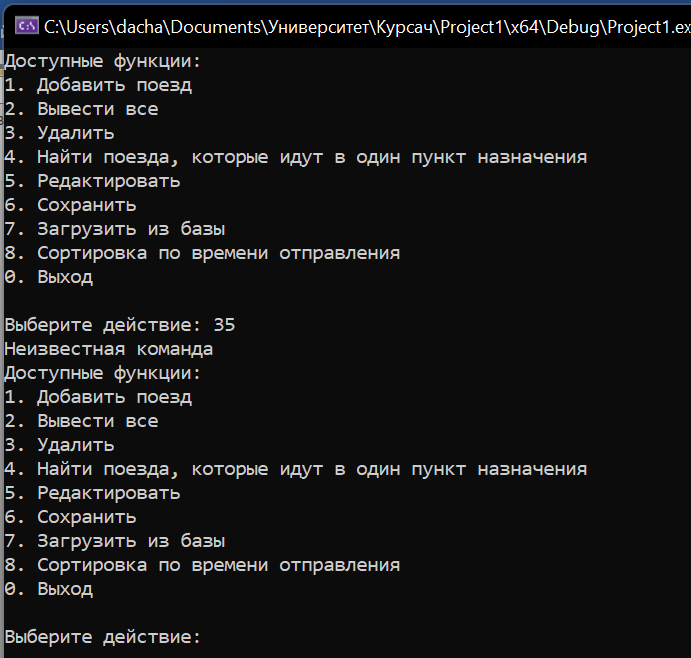 C:\Users\dacha\Documents\Университет\Курсач\Project1\x64\Debug\Project1.ex
Доступные функции:
1. Добавить поезд
2. Вывести все
3. Удалить
4. Найти поезда, которые идут в один пункт назначения
5. Редактировать
6. Сохранить
7. Загрузить из базы
8. Сортировка по времени отправления
0. Выход
Выберите действие: 35
Неизвестная команда
Доступные функции:
1. Добавить поезд
2. Вывести все
3. Удалить
4. Найти поезда, которые идут в один пункт назначения
5. Редактировать
6. Сохранить
7. Загрузить из базы
8. Сортировка по времени отправления
0. Выход
Выберите действие: